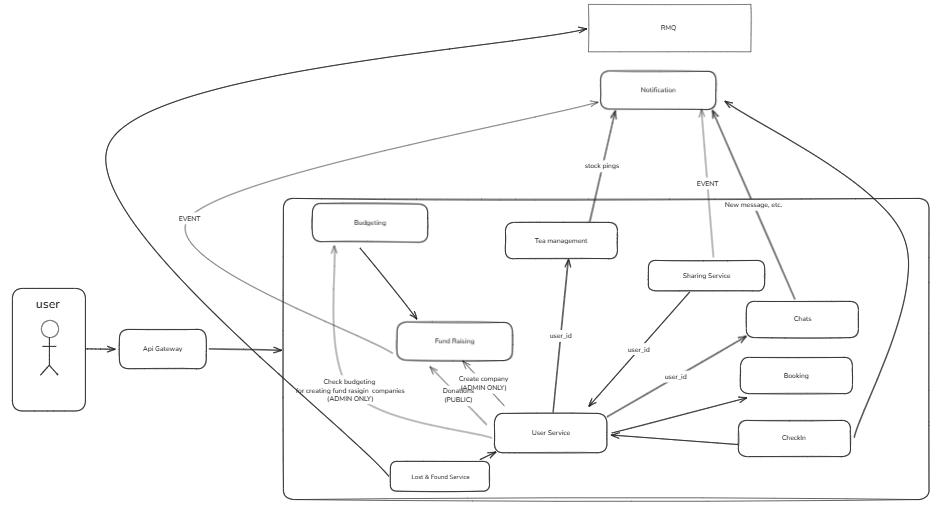 RMQ
Notification
stock pings
EVENT
New message, etc.
EVENT
Budgeting
Tea management
Sharing Service
user
Api Gateway
Fund Raising
Chats
user_id
user_id
Check budgeting
for creating fund rasigin companies
(ADMIN ONLY)
Create company
(ADMIN ONLY)
Donations
(PUBLIC)
user_id
Booking
User Service
CheckIn
Lost & Found Service